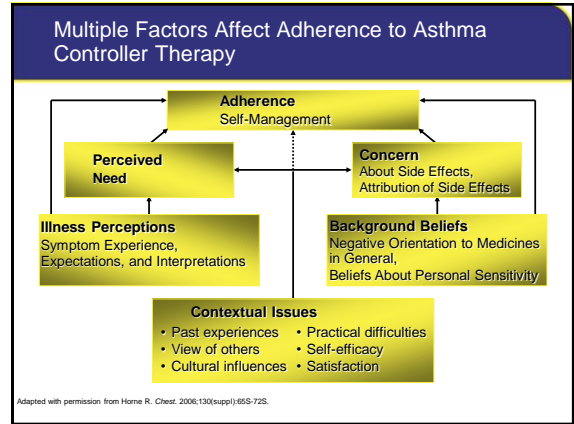 Multiple Factors Affect Adherence to Asthma
Controller Therapy
Adherence
Self-Management
Perceived
Need
Concern
About Side Effects,
Attribution of Side Effects
Illness Perceptions
Symptom Experience,
Expectations, and Interpretations
Background Beliefs
Negative Orientation to Medicines
in General,
Beliefs About Personal Sensitivity
Contextual Issues
• Past experiences • Practical difficulties
• View of others • Self-efficacy
• Cultural influences • Satisfaction
Adapted with permission from Horne R. Chest. 2006;130(suppl):65S-72S.